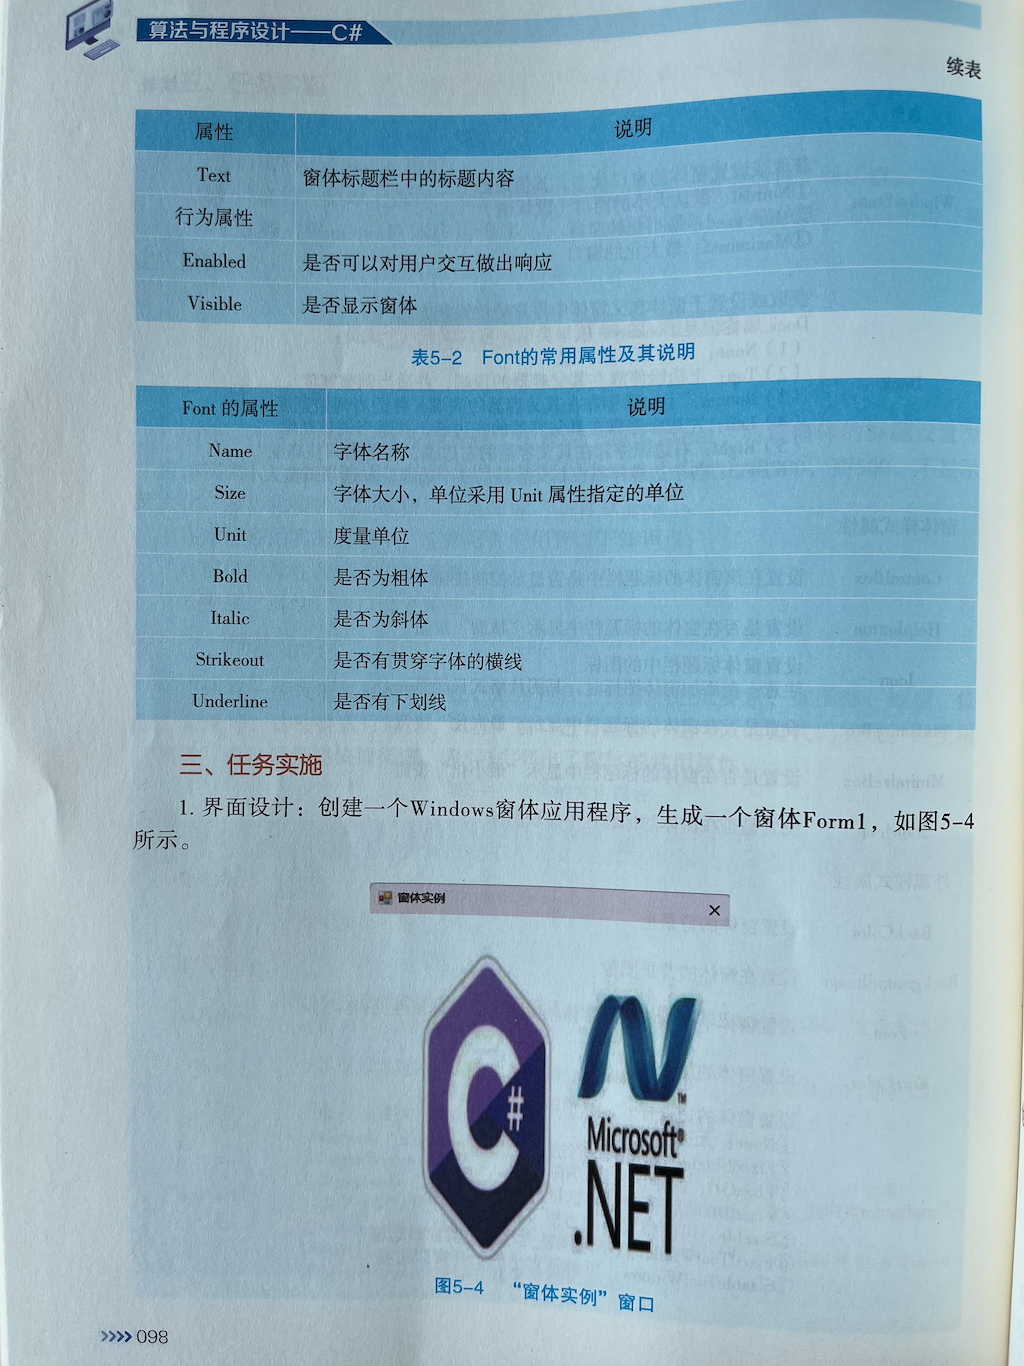 算法与程序设计——C#
续表
属性 说明
Text 窗体标题栏中的标题内容
行为属性
Enabled 是否可以对用户交互做出响应
Visible 是否显示窗体
表5-2 Font的常用属性及其说明
Font 的属性 说明
Name 字体名称
Size 字体大小，单位采用 Unit 属性指定的单位
Unit 度量单位
Bold 是否为粗体
Italic 是否为斜体
Strikeout 是否有贯穿字体的横线
Underline 是否有下划线
三、任务实施
1. 界面设计：创建一个Windows窗体应用程序，生成一个窗体Form1，如图5-4
所示。
窗体实例 ×
C#
TM
Microsoft®
.NET
图5-4 “窗体实例”窗口
>>>> 098